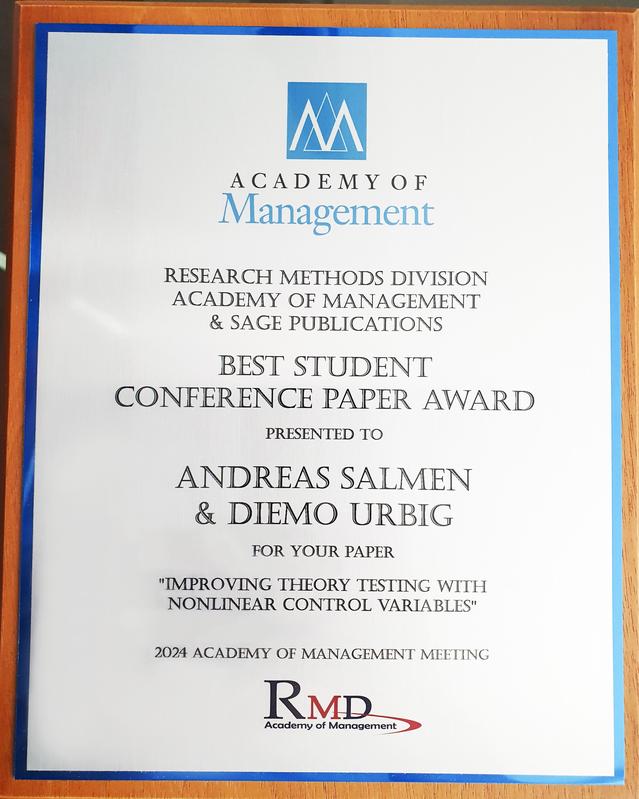 ACADEMY OF
Management
RESEARCH METHODS DIVISION
ACADEMY OF MANAGEMENT
& SAGE PUBLICATIONS
BEST STUDENT
CONFERENCE PAPER AWARD
PRESENTED TO
ANDREAS SALMEN
& DIEMO URBIG
FOR YOUR PAPER
"IMPROVING THEORY TESTING WITH
NONLINEAR CONTROL VARIABLES"
2024 ACADEMY OF MANAGEMENT MEETING
RMD
Academy of Management